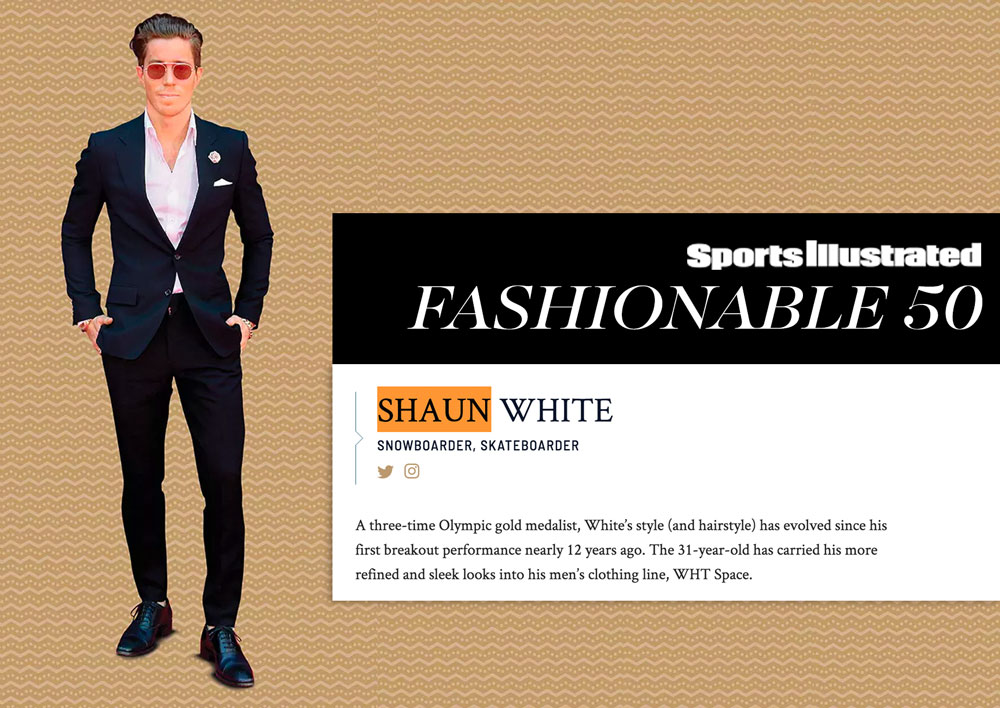 Sports Illustrated
FASHIONABLE 50
SHAUN WHITE
SNOWBOARDER, SKATEBOARDER
A three-time Olympic gold medalist, White’s style (and hairstyle) has evolved since his
first breakout performance nearly 12 years ago. The 31-year-old has carried his more
refined and sleek looks into his men’s clothing line, WHT Space.